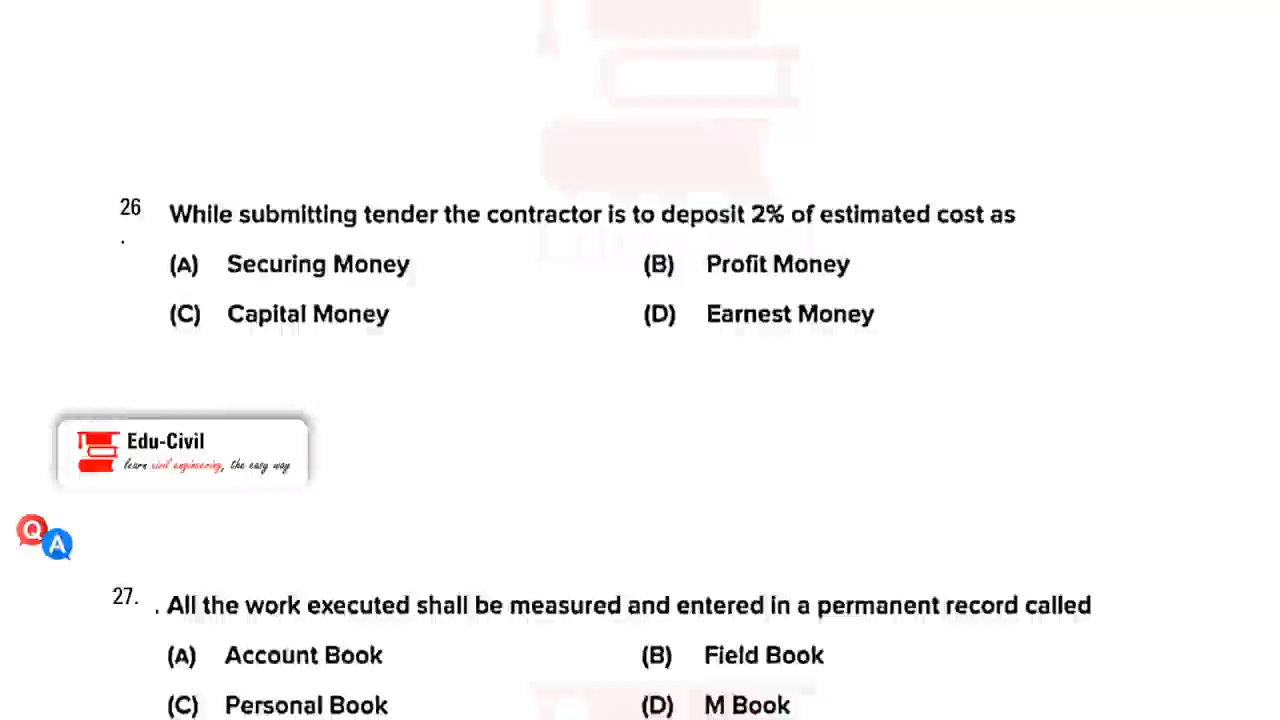 26
. While submitting tender the contractor is to deposit 2% of estimated cost as
(A) Securing Money (B) Profit Money
(C) Capital Money (D) Earnest Money
Edu-Civil
learn civil engineering, the easy way
Q
A
27. . All the work executed shall be measured and entered in a permanent record called
(A) Account Book (B) Field Book
(C) Personal Book (D) M Book